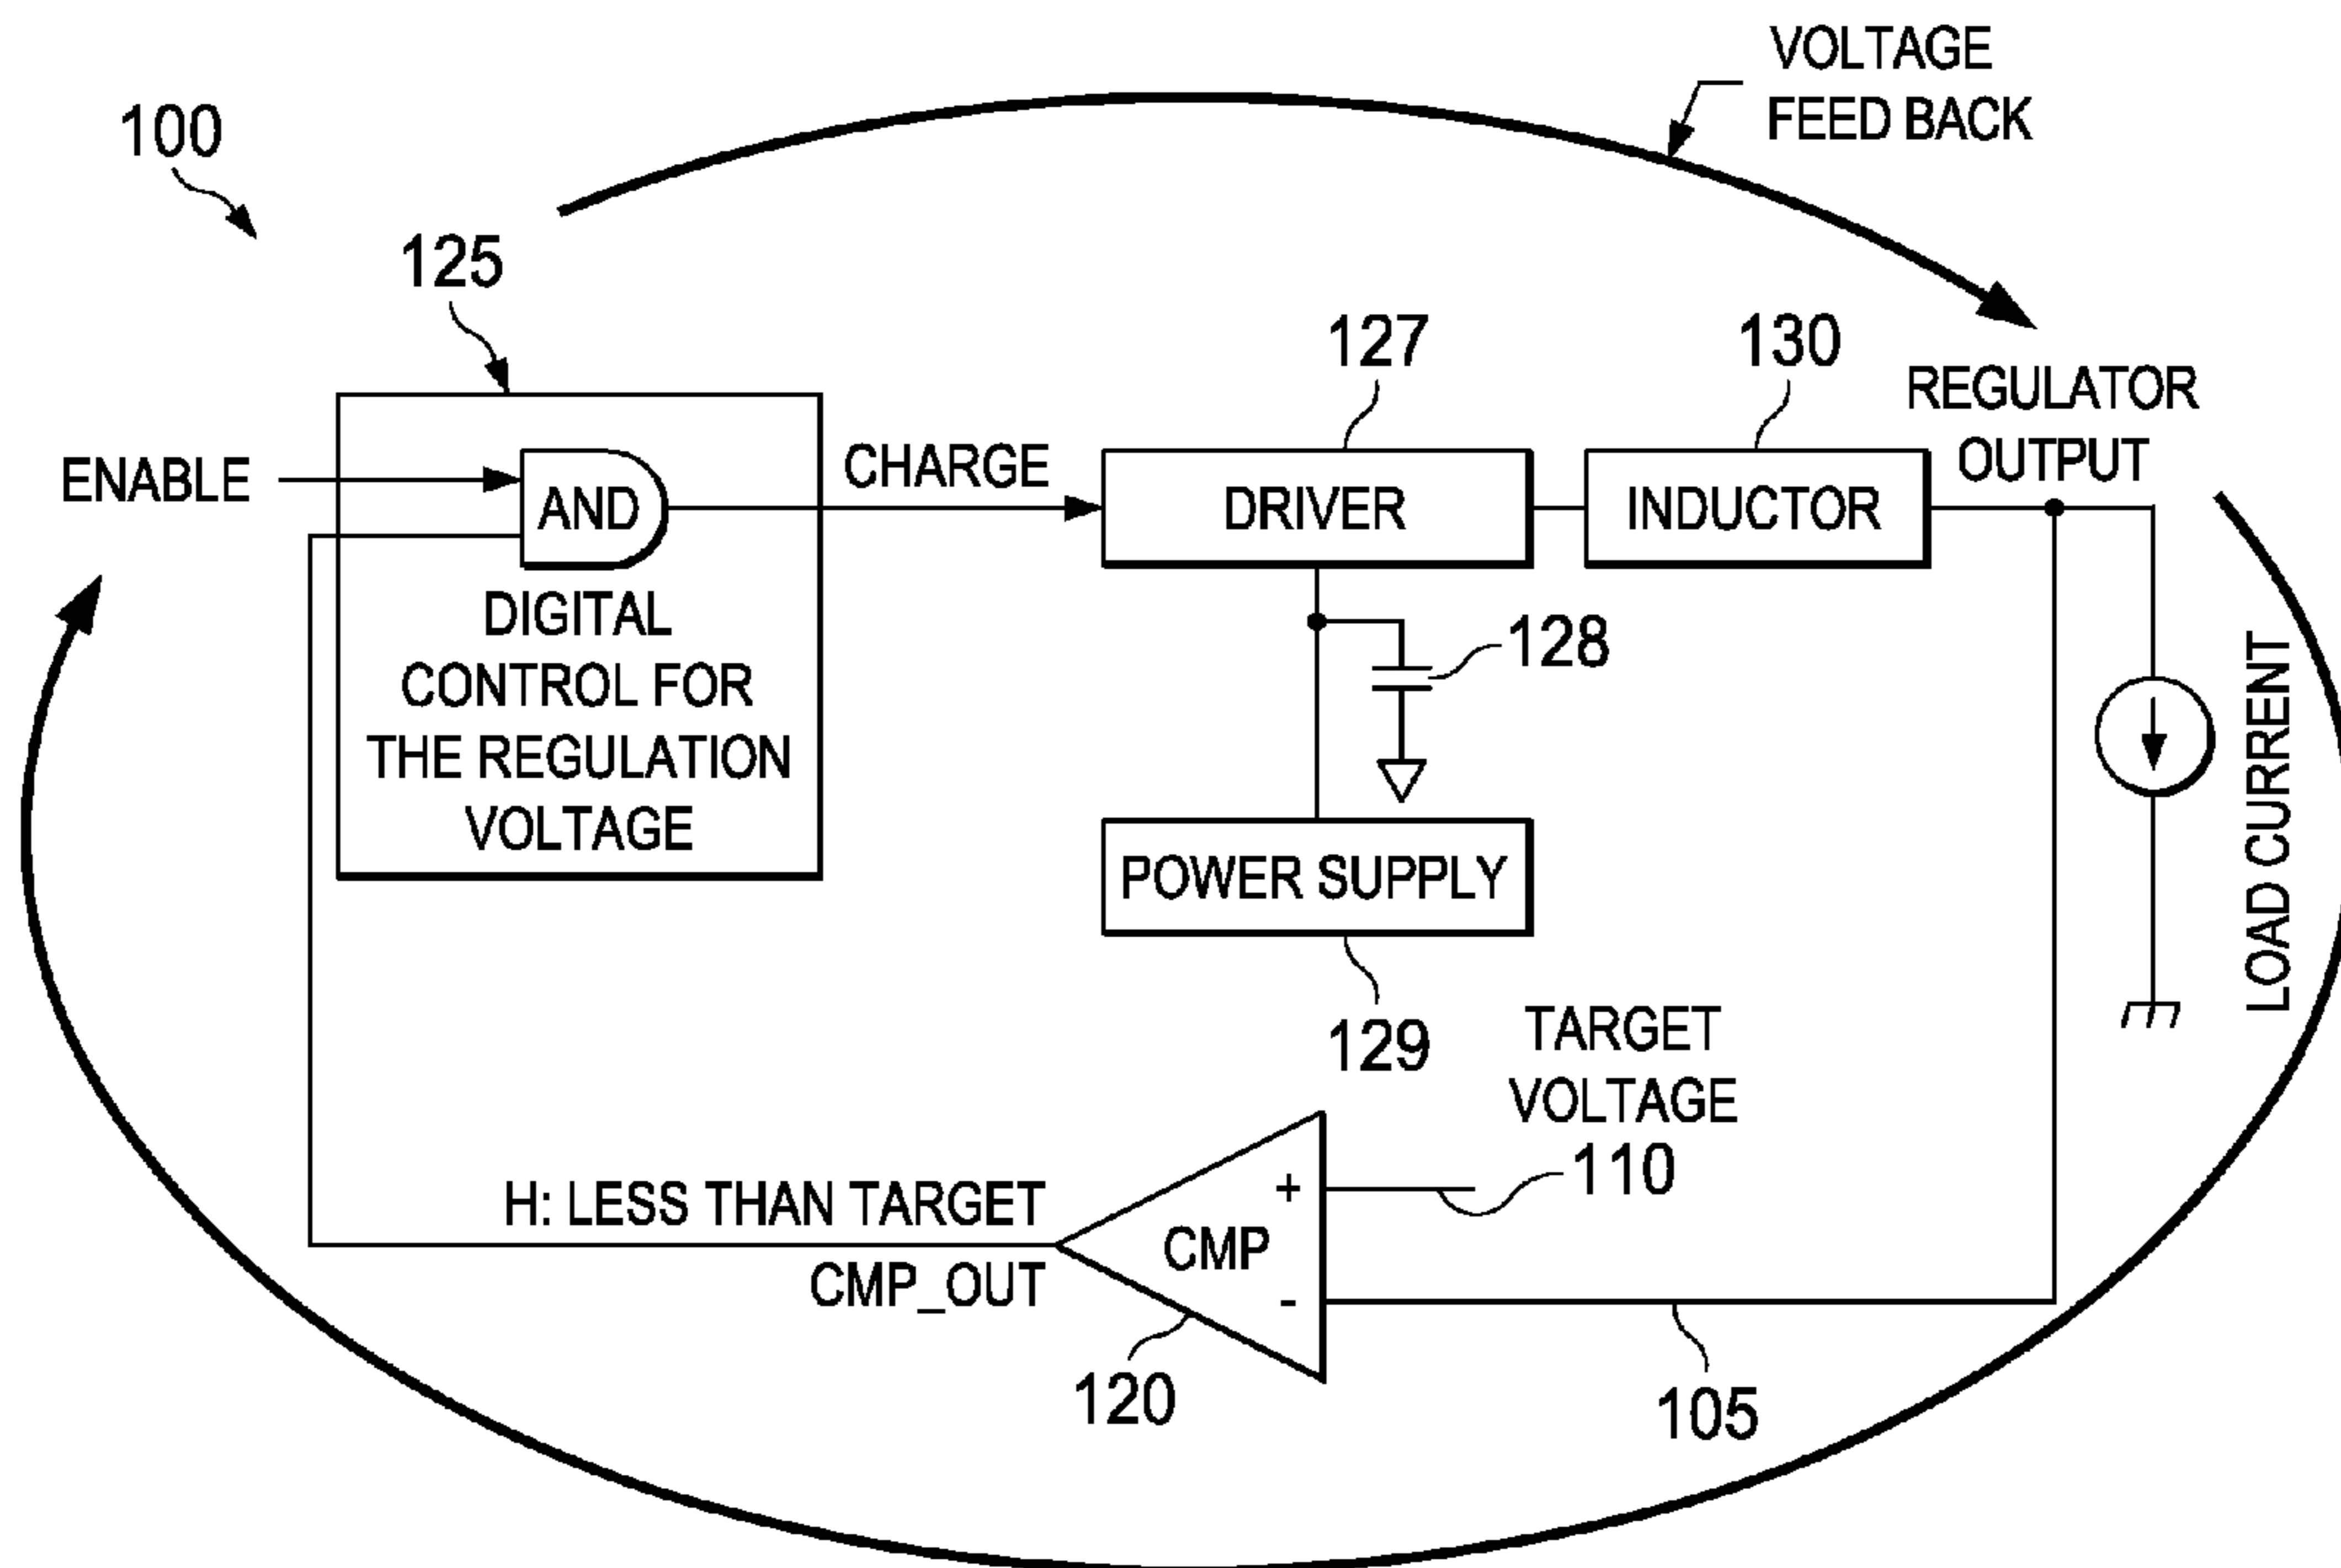 VOLTAGE
FEED BACK
100
125
127
130
REGULATOR
OUTPUT
ENABLE
AND
CHARGE
DRIVER
INDUCTOR
DIGITAL
CONTROL FOR
THE REGULATION
VOLTAGE
128
LOAD CURRENT
POWER SUPPLY
129
TARGET
VOLTAGE
110
H: LESS THAN TARGET
CMP_OUT
+
CMP
-
120
105